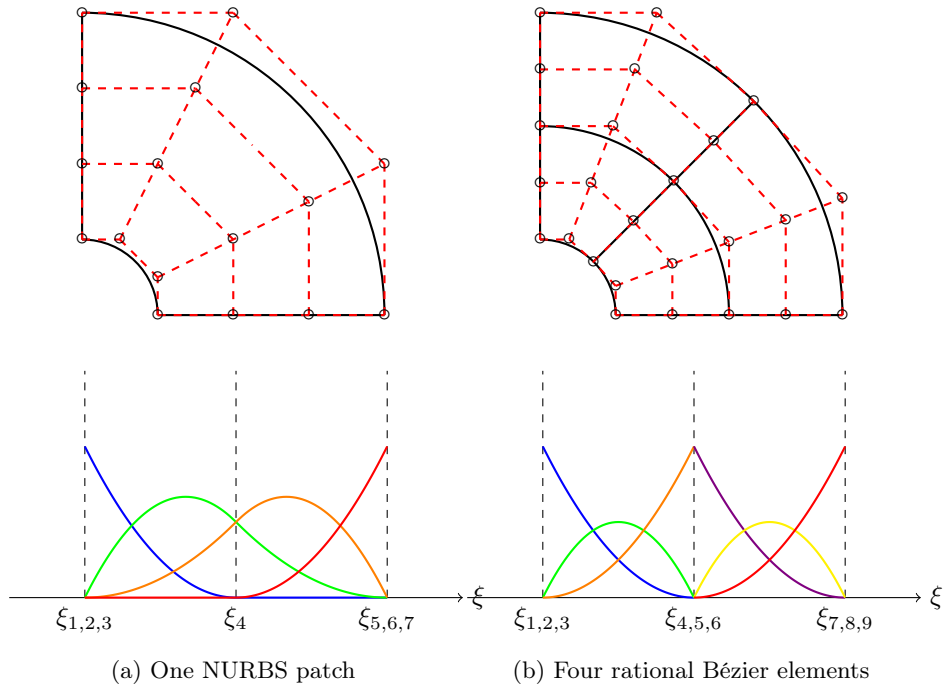 ξ1,2,3 ξ4 ξ5,6,7 ξ
ξ1,2,3 ξ4,5,6 ξ7,8,9 ξ
(a) One NURBS patch
(b) Four rational Bézier elements